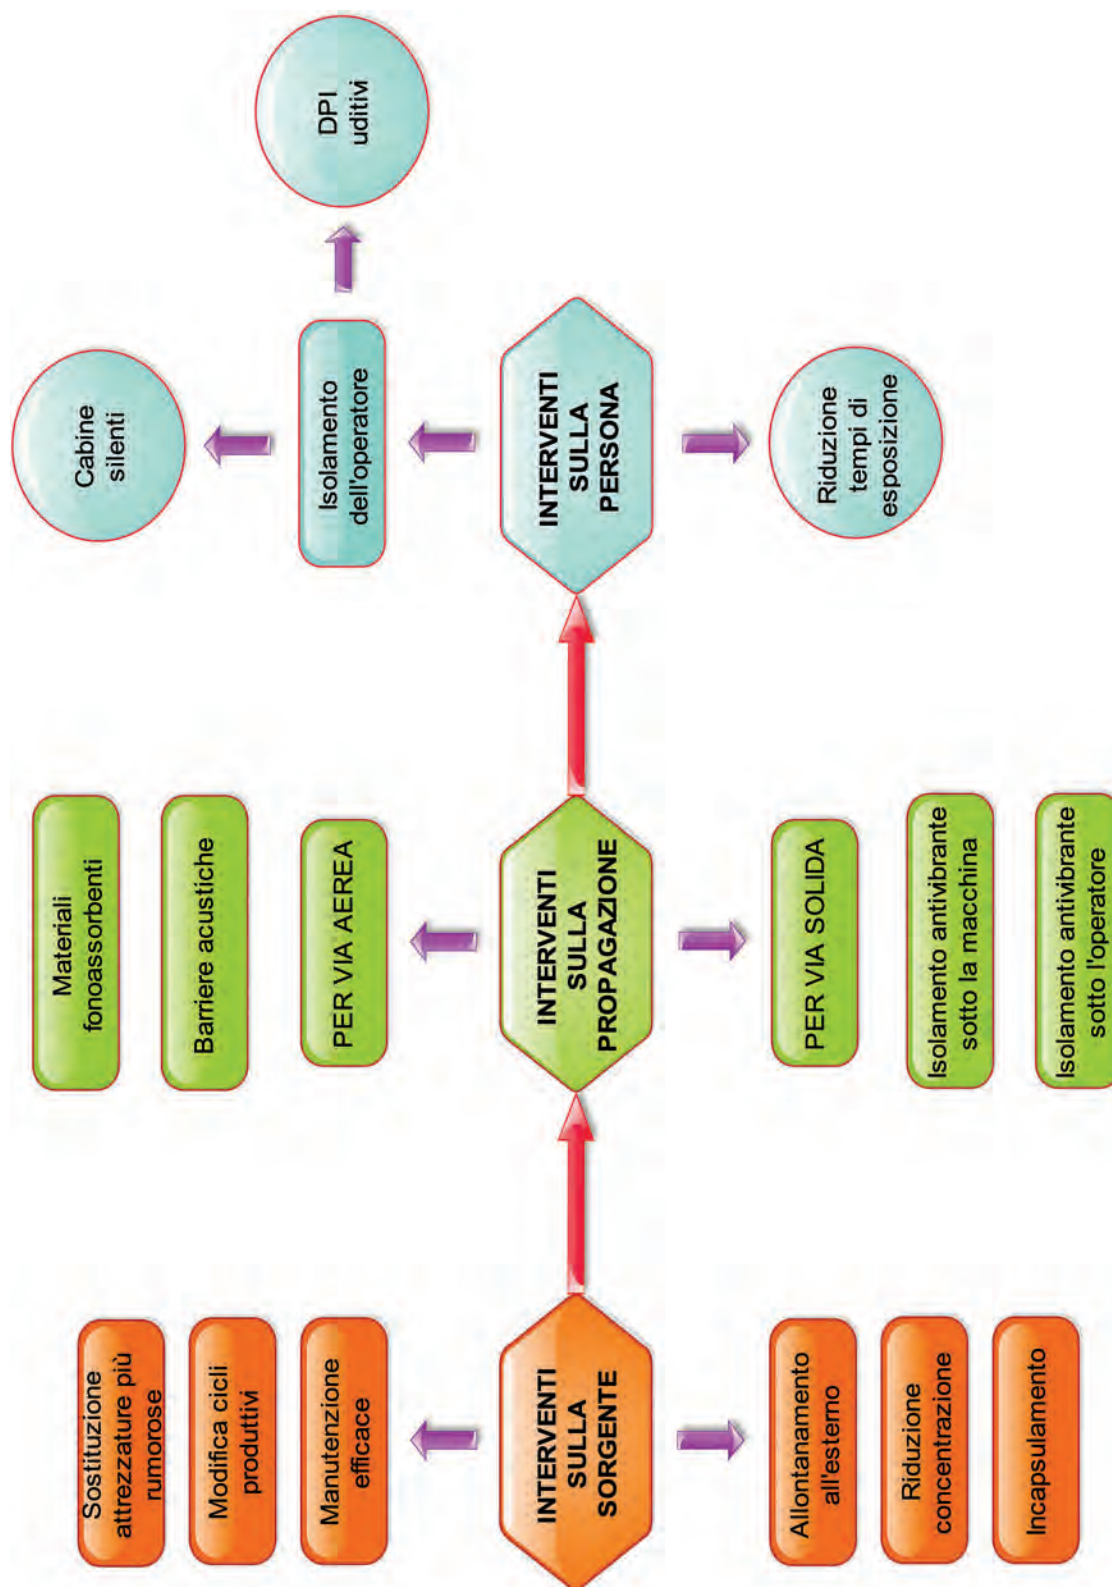 Sostituzione
attrezzature più
rumorose
Modifica cicli
produttivi
Manutenzione
efficace
INTERVENTI
SULLA
SORGENTE
Allontanamento
all'esterno
Riduzione
concentrazione
Incapsulamento
Materiali
fonoassorbenti
Barriere acustiche
PER VIA AEREA
INTERVENTI
SULLA
PROPAGAZIONE
PER VIA SOLIDA
Isolamento antivibrante
sotto la macchina
Isolamento antivibrante
sotto l'operatore
Cabine
silenti
Isolamento
dell'operatore
DPI
uditivi
INTERVENTI
SULLA
PERSONA
Riduzione
tempi di
esposizione